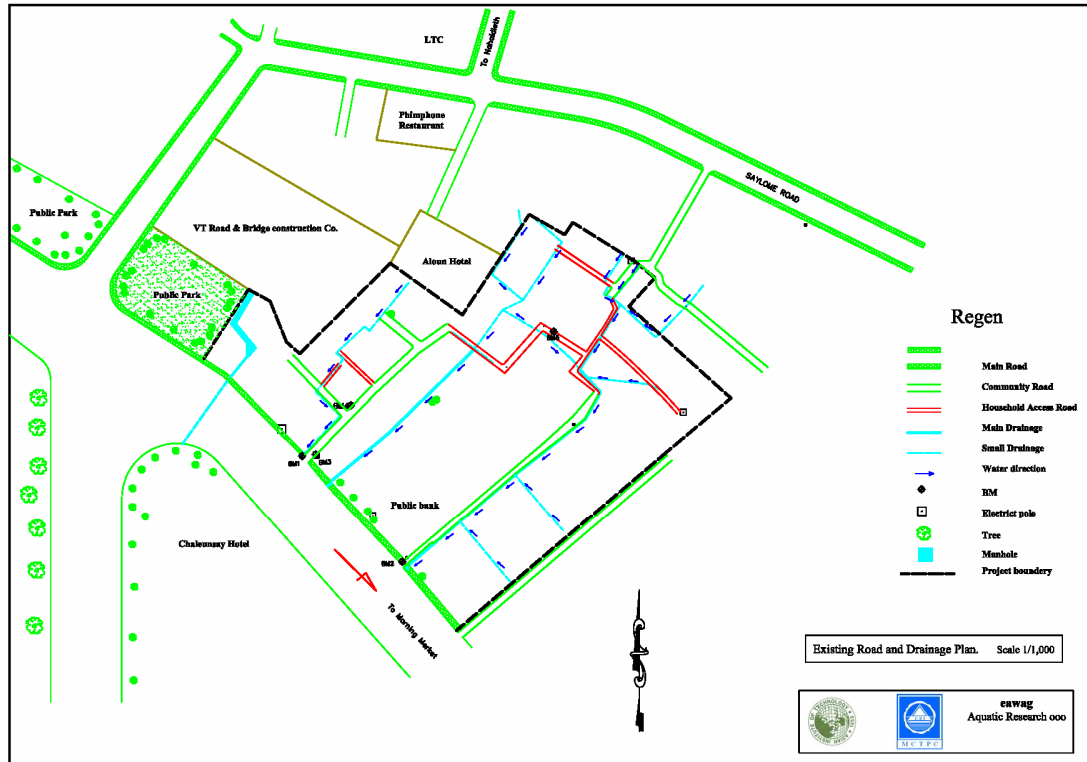 LTC
To Nahaidieth
Phimphone
Restaurant
SAYLOME ROAD
Public Park
VT Road & Bridge construction Co.
Aloun Hotel
Public Park
BM1
BM3
BM2
Public bank
Chaleunxay Hotel
To Morning Market
Regen
Main Road
Community Road
Household Access Road
Main Drainage
Small Drainage
Water direction
BM
Electrict pole
Tree
Manhole
Project boundery
Existing Road and Drainage Plan. Scale 1/1,000
MCTPC
eawag
Aquatic Research ooo